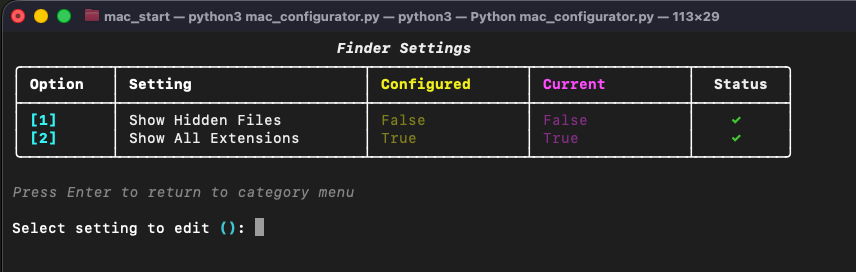 mac_start — python3 mac_configurator.py — python3 — Python mac_configurator.py — 113×29
Finder Settings
Option Setting Configured Current Status
[1] Show Hidden Files False False ✓
[2] Show All Extensions True True ✓
Press Enter to return to category menu
Select setting to edit ():